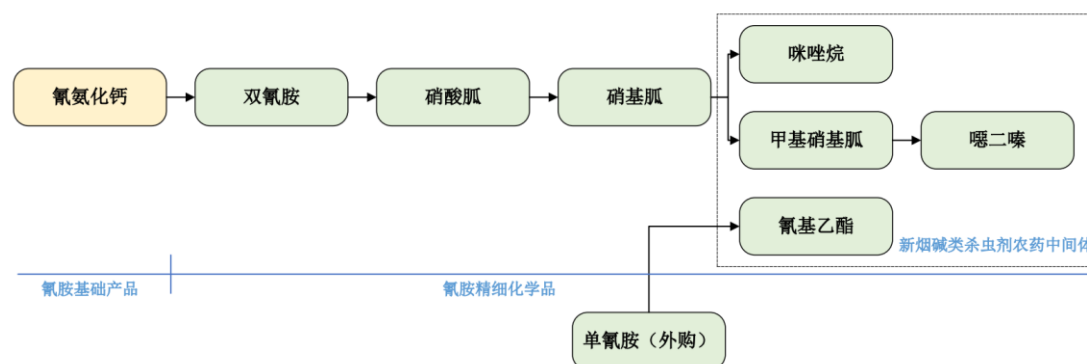 咪唑烷
氰氨化钙
双氰胺
硝酸胍
硝基胍
甲基硝基胍
噁二嗪
氰基乙酯
新烟碱类杀虫剂农药中间体
氰胺基础产品
氰胺精细化学品
单氰胺（外购）